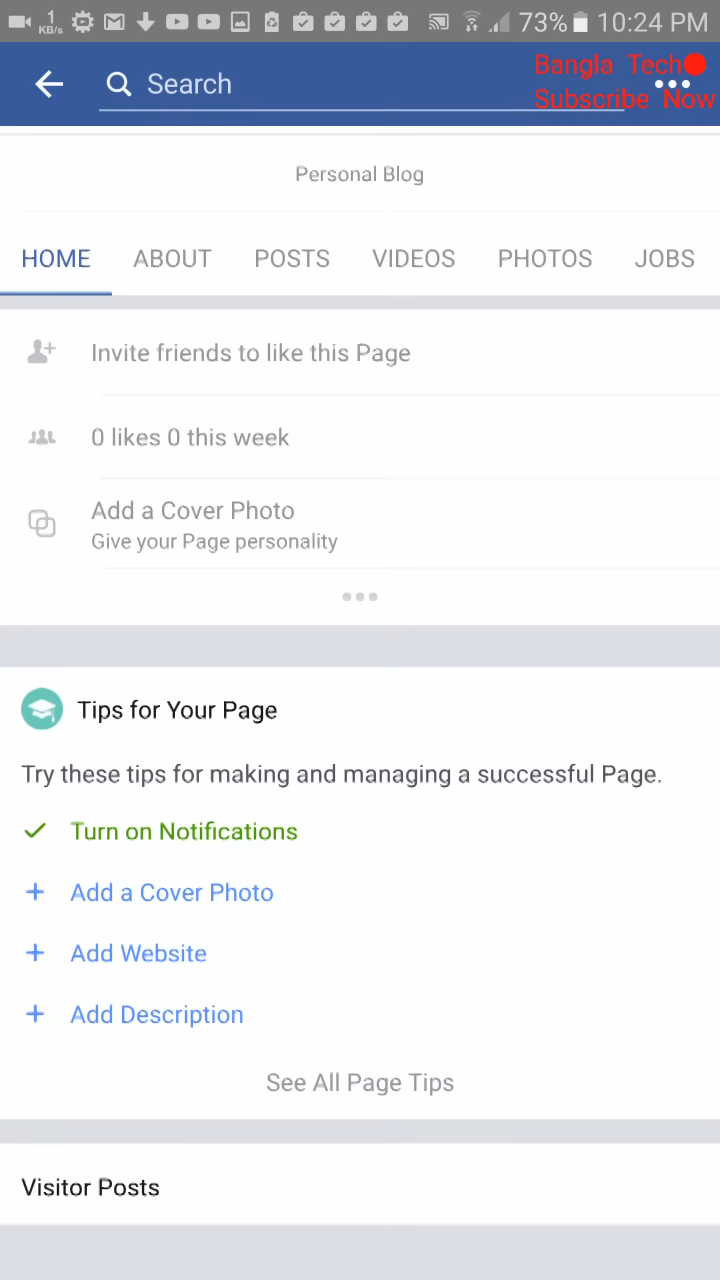 1
KB/s
73% 10:24 PM
Search
Bangla Tech
Subscribe Now
Personal Blog
HOME ABOUT POSTS VIDEOS PHOTOS JOBS
Invite friends to like this Page
0 likes 0 this week
Add a Cover Photo
Give your Page personality
Tips for Your Page
Try these tips for making and managing a successful Page.
Turn on Notifications
+ Add a Cover Photo
+ Add Website
+ Add Description
See All Page Tips
Visitor Posts